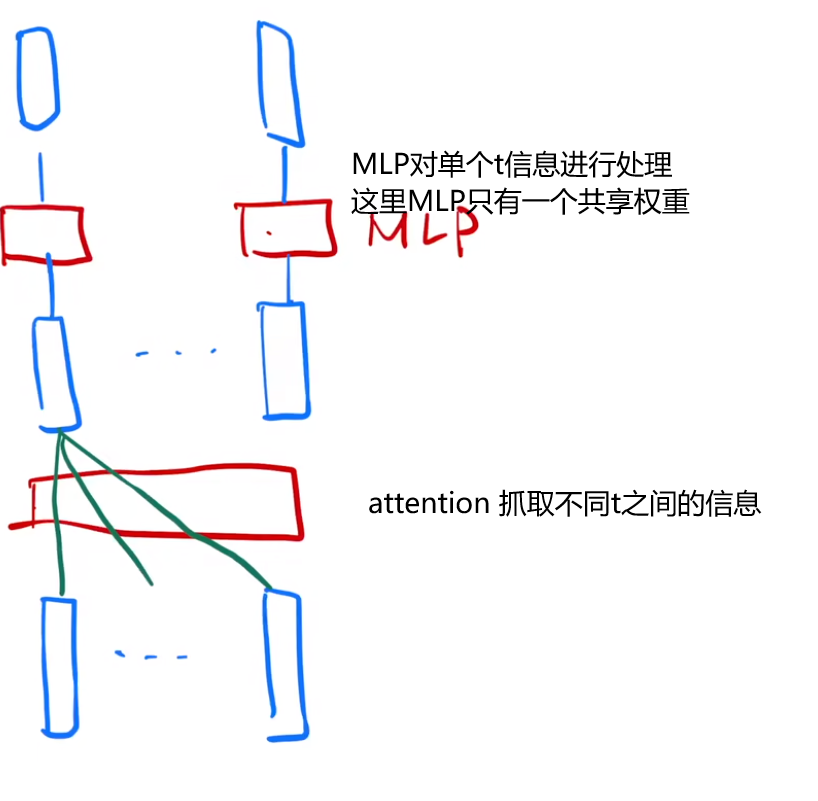 MLP对单个t信息进行处理
这里MLP只有一个共享权重
MLP
attention 抓取不同t之间的信息